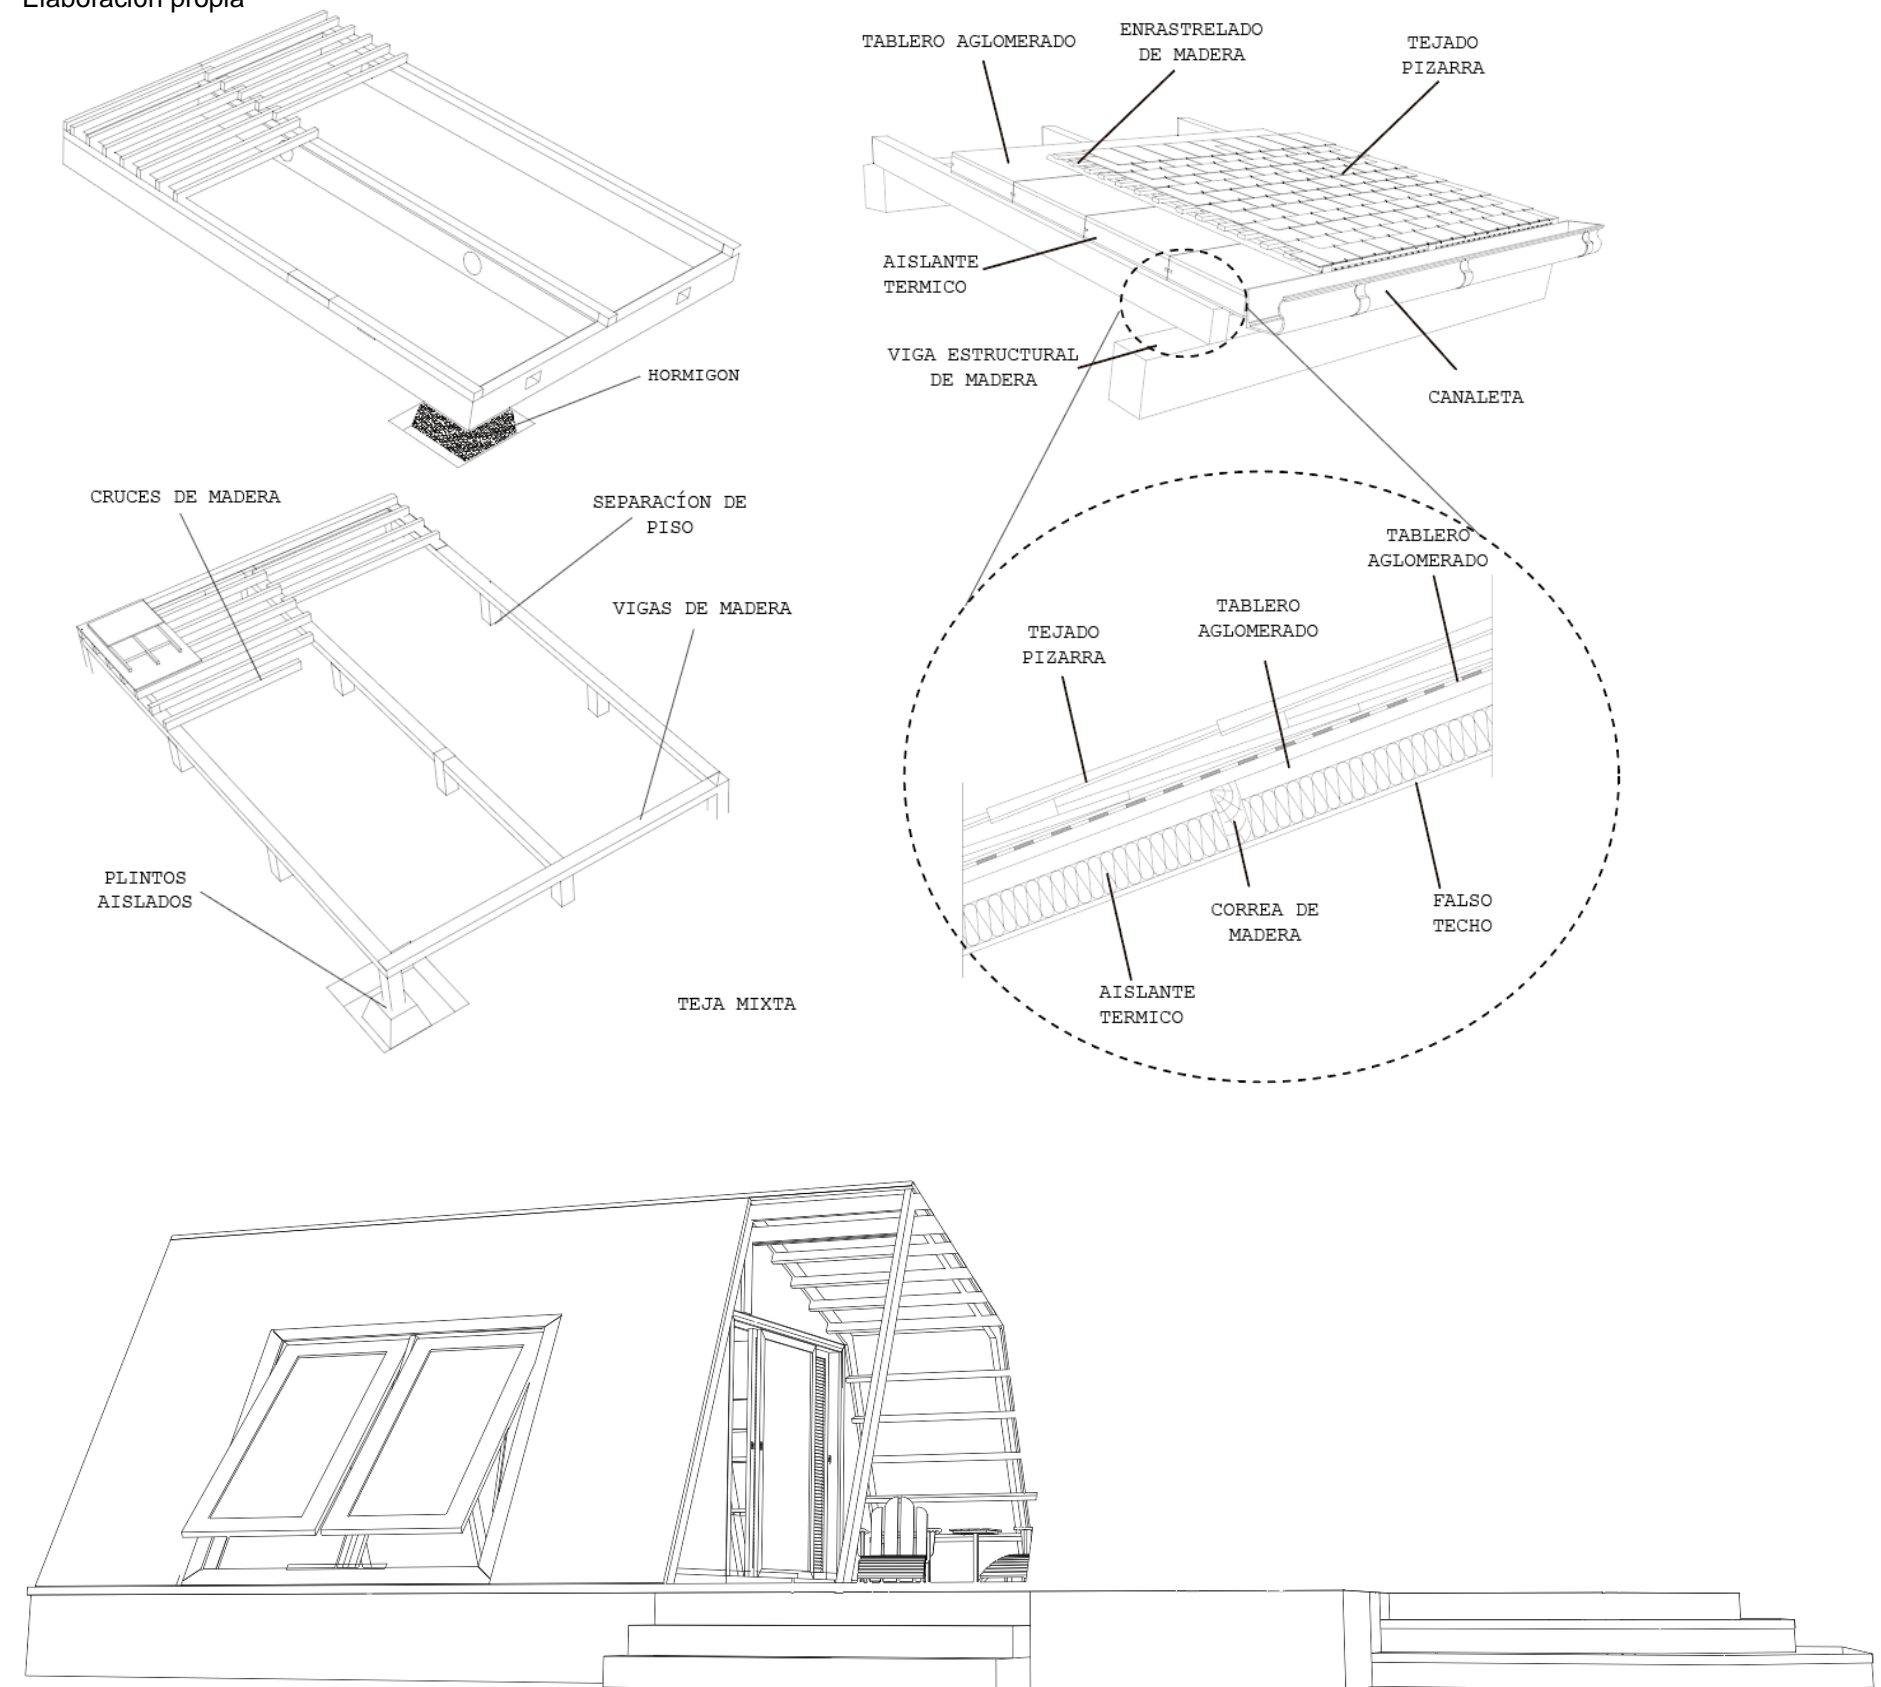 Elaboración propia
TABLERO AGLOMERADO
ENRASTRELADO
DE MADERA
TEJADO
PIZARRA
AISLANTE
TERMICO
VIGA ESTRUCTURAL
DE MADERA
CANALETA
HORMIGON
CRUCES DE MADERA
SEPARACÍON DE
PISO
VIGAS DE MADERA
PLINTOS
AISLADOS
TEJA MIXTA
TABLERO
AGLOMERADO
TABLERO
AGLOMERADO
TEJADO
PIZARRA
CORREA DE
MADERA
FALSO
TECHO
AISLANTE
TERMICO